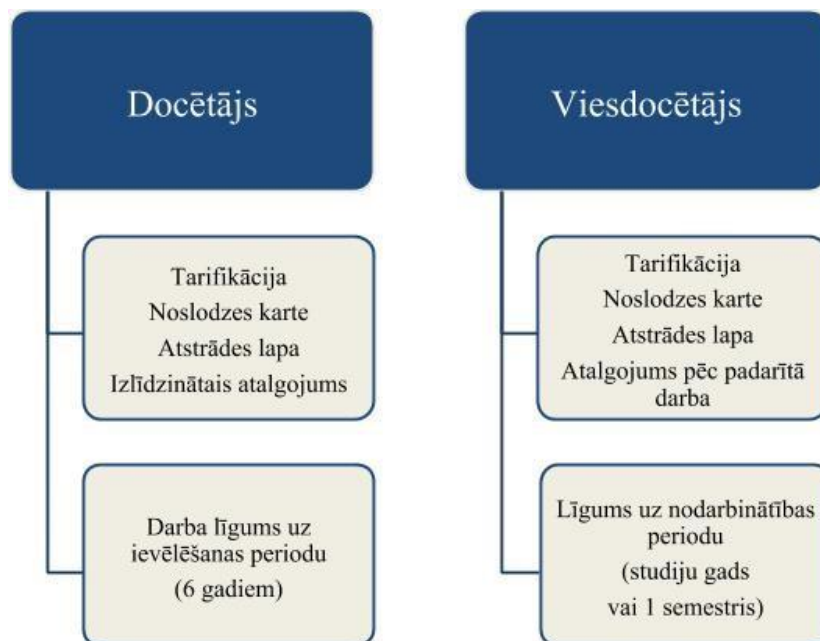 Docētājs
Tarifikācija
Noslodzes karte
Atstrādes lapa
Izlīdzinātais atalgojums
Darba līgums uz
ievēlēšanas periodu
(6 gadiem)
Viesdocētājs
Tarifikācija
Noslodzes karte
Atstrādes lapa
Atalgojums pēc padarītā
darba
Līgums uz nodarbinātības
periodu
(studiju gads
vai 1 semestris)